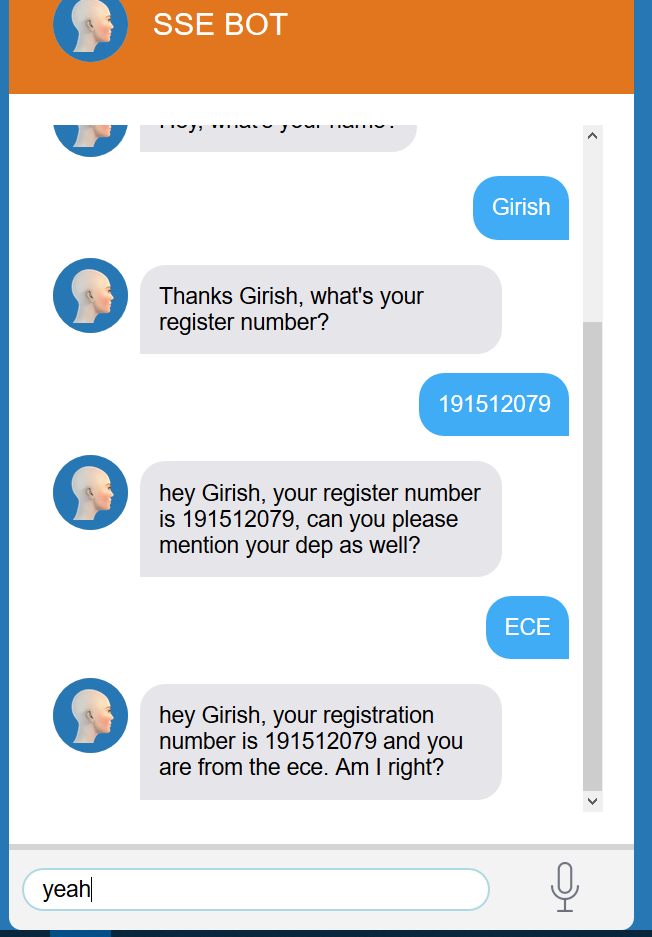 SSE BOT
Hey, what's your name?
Girish
Thanks Girish, what's your
register number?
191512079
hey Girish, your register number
is 191512079, can you please
mention your dep as well?
ECE
hey Girish, your registration
number is 191512079 and you
are from the ece. Am I right?
yeah